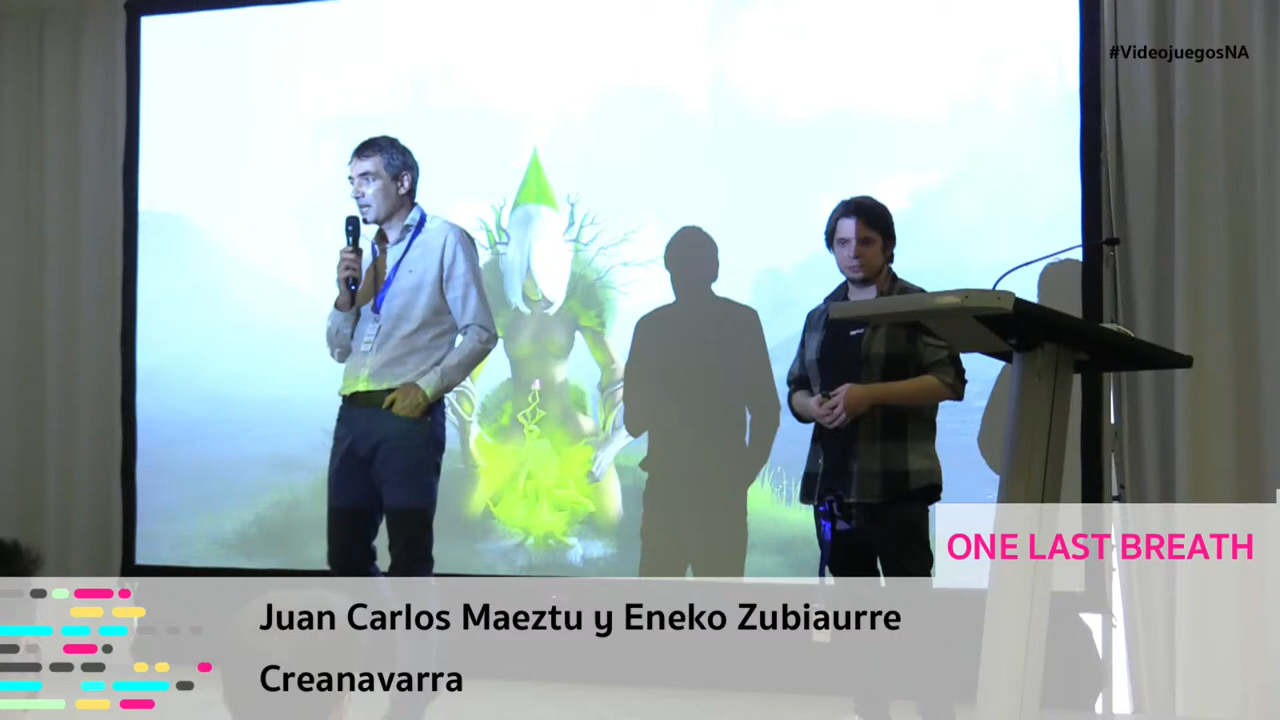 #VideojuegosNA
ONE LAST BREATH
Juan Carlos Maeztu y Eneko Zubiaurre
Creanavarra